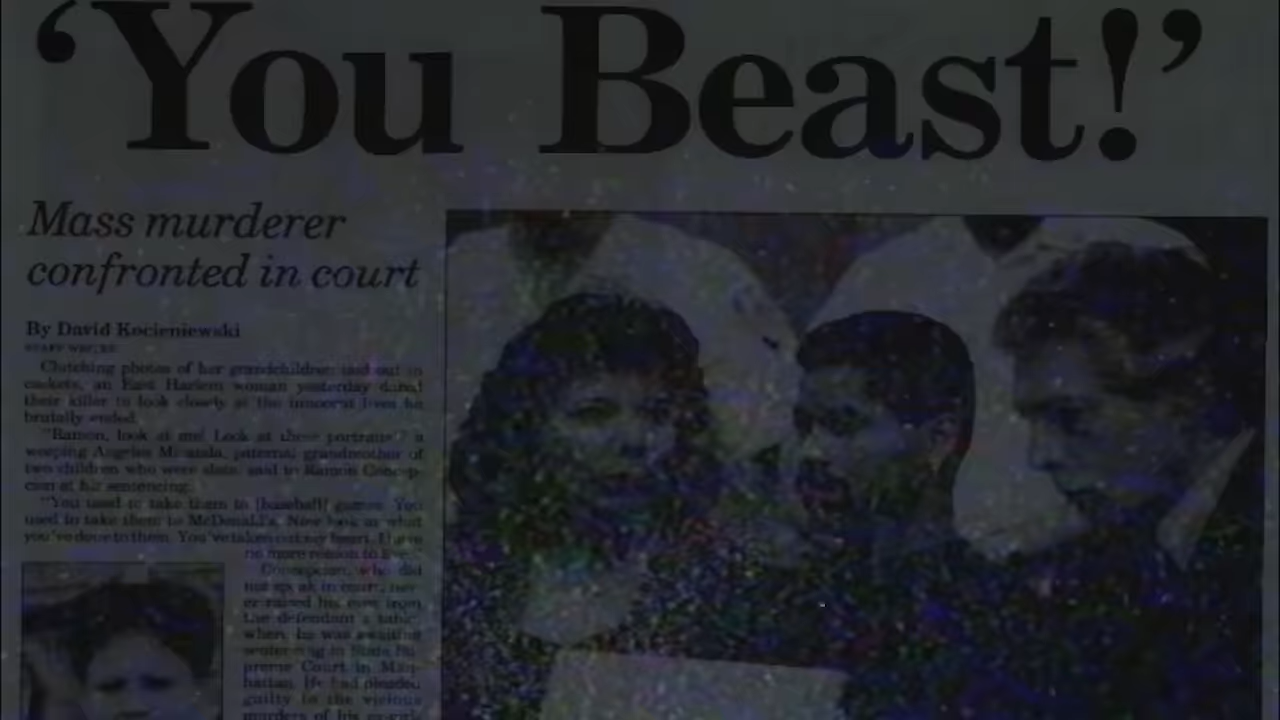 ‘You Beast!’
Mass murderer
confronted in court
By David Kocieniewski
STAFF WRITER
Clutching photos of her grandchildren laid out in
caskets, an East Harlem woman yesterday dared
their killer to look closely at the innocent lives he
brutally ended.
"Ramon, look at me! Look at these portraits"? a
weeping Angelea Miranda, paternal grandmother of
two children who were slain, said to Ramon Concep-
cion at his sentencing.
"You used to take them to [baseball] games. You
used to take them to McDonald's. Now look at what
you've done to them. You've taken out my heart. I have
no more reason to live."
Concepcion, who did
not speak in court, nev-
er raised his eyes from
the defendant's table
when he was awaiting
sentencing in State Su-
preme Court in Man-
hattan. He had pleaded
guilty to the vicious
murders of his